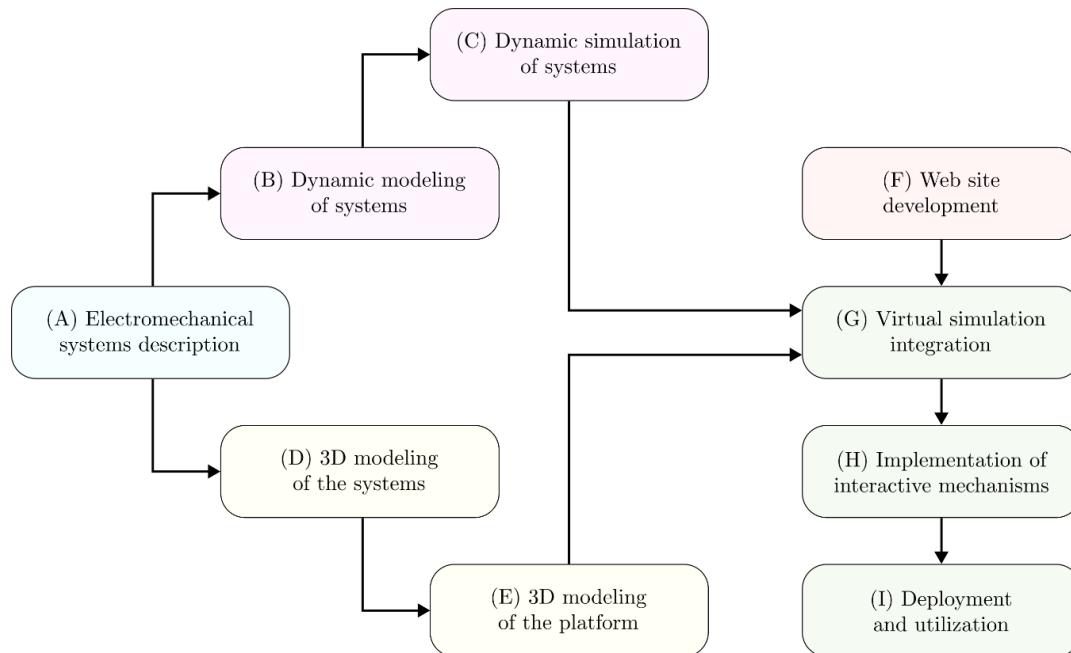 (C) Dynamic simulation
of systems
(B) Dynamic modeling
of systems
(F) Web site
development
(A) Electromechanical
systems description
(G) Virtual simulation
integration
(D) 3D modeling
of the systems
(H) Implementation of
interactive mechanisms
(E) 3D modeling
of the platform
(I) Deployment
and utilization